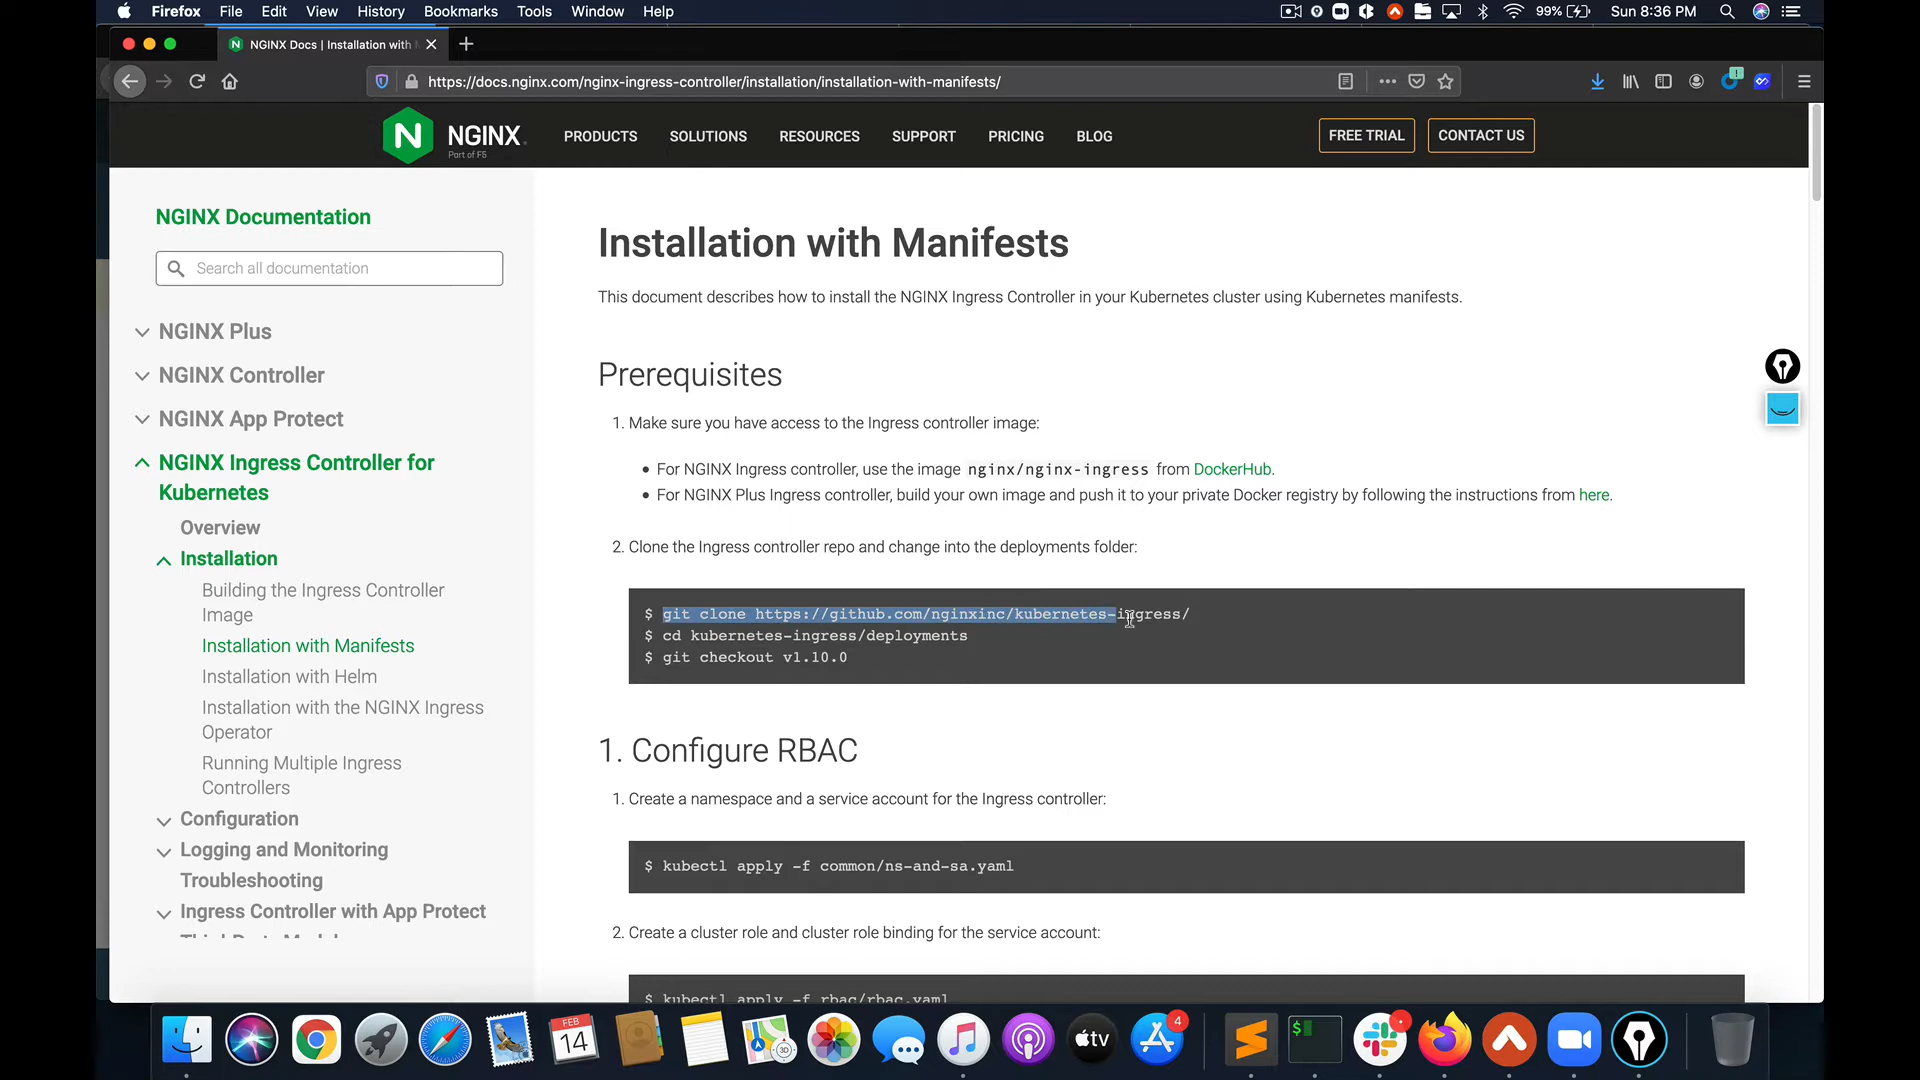 Firefox File Edit View History Bookmarks Tools Window Help
99% Sun 8:36 PM
NGINX Docs | Installation with
https://docs.nginx.com/nginx-ingress-controller/installation/installation-with-manifests/
N NGINX Part of F5
PRODUCTS SOLUTIONS RESOURCES SUPPORT PRICING BLOG
FREE TRIAL CONTACT US
NGINX Documentation
Search all documentation
NGINX Plus
NGINX Controller
NGINX App Protect
NGINX Ingress Controller for
Kubernetes
Overview
Installation
Building the Ingress Controller
Image
Installation with Manifests
Installation with Helm
Installation with the NGINX Ingress
Operator
Running Multiple Ingress
Controllers
Configuration
Logging and Monitoring
Troubleshooting
Ingress Controller with App Protect
Installation with Manifests
This document describes how to install the NGINX Ingress Controller in your Kubernetes cluster using Kubernetes manifests.
Prerequisites
1. Make sure you have access to the Ingress controller image:
• For NGINX Ingress controller, use the image nginx/nginx-ingress from DockerHub.
• For NGINX Plus Ingress controller, build your own image and push it to your private Docker registry by following the instructions from here.
2. Clone the Ingress controller repo and change into the deployments folder:
$ git clone https://github.com/nginxinc/kubernetes-ingress/
$ cd kubernetes-ingress/deployments
$ git checkout v1.10.0
1. Configure RBAC
1. Create a namespace and a service account for the Ingress controller:
$ kubectl apply -f common/ns-and-sa.yaml
2. Create a cluster role and cluster role binding for the service account:
$ kubectl apply -f rbac/rbac.yaml
FEB
14
3D
tv
4
$